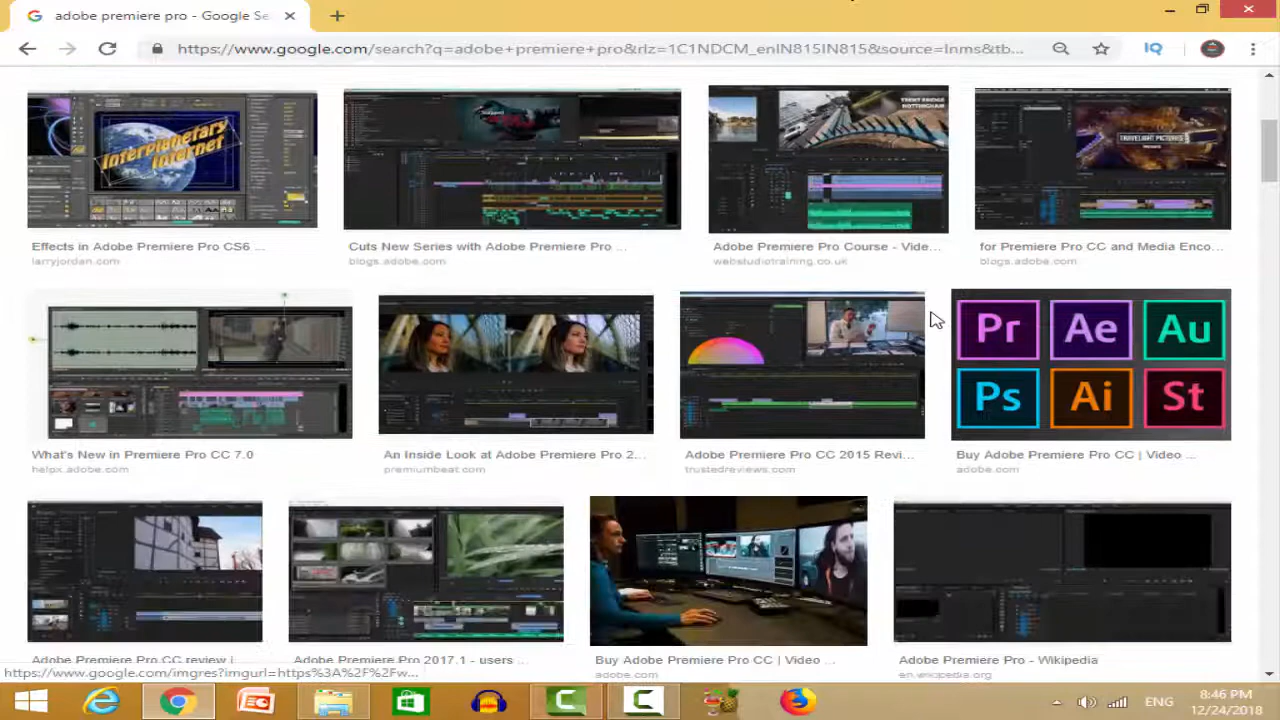 adobe premiere pro - Google Se
https://www.google.com/search?q=adobe+premiere+pro&rlz=1C1NDCM_enIN815IN815&source=lnms&tb...
Interplanetary
Internet
TRENT BRIDGE
NOTTINGHAM
TRAVELIGHT PICTURES
Effects in Adobe Premiere Pro CS6 ...
larryjordan.com
Cuts New Series with Adobe Premiere Pro ...
blogs.adobe.com
Adobe Premiere Pro Course - Vide...
webstudiotraining.co.uk
for Premiere Pro CC and Media Enco...
blogs.adobe.com
Pr Ae Au
Ps Ai St
What's New in Premiere Pro CC 7.0
helpx.adobe.com
An Inside Look at Adobe Premiere Pro 2...
premiumbeat.com
Adobe Premiere Pro CC 2015 Revi...
trustedreviews.com
Buy Adobe Premiere Pro CC | Video ...
adobe.com
Adobe Premiere Pro CC review |
Adobe Premiere Pro 2017.1 - users ...
Buy Adobe Premiere Pro CC | Video ...
adobe.com
Adobe Premiere Pro - Wikipedia
en.wikipedia.org
https://www.google.com/imgres?imgurl=https%3A%2F%2Fw...
ENG
8:46 PM
12/24/2018